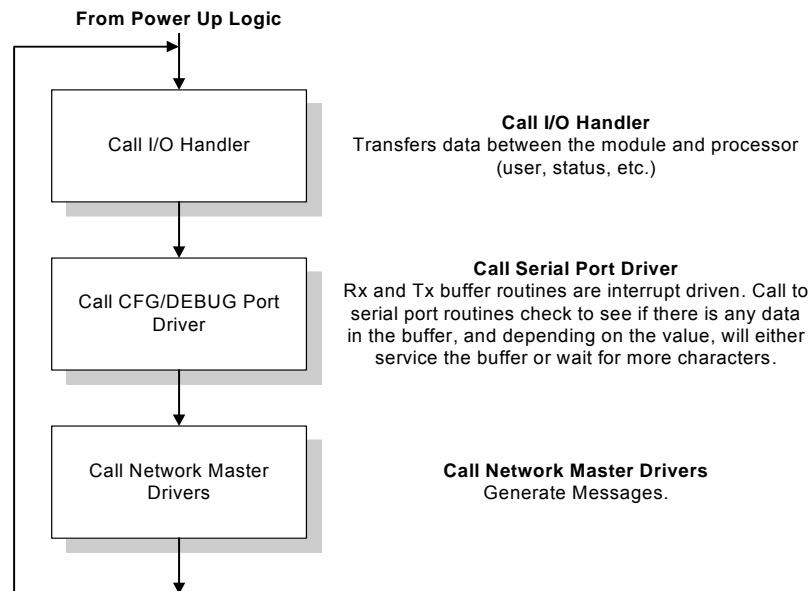 From Power Up Logic
Call I/O Handler
Call I/O Handler
Transfers data between the module and processor
(user, status, etc.)
Call CFG/DEBUG Port
Driver
Call Serial Port Driver
Rx and Tx buffer routines are interrupt driven. Call to
serial port routines check to see if there is any data
in the buffer, and depending on the value, will either
service the buffer or wait for more characters.
Call Network Master
Drivers
Call Network Master Drivers
Generate Messages.